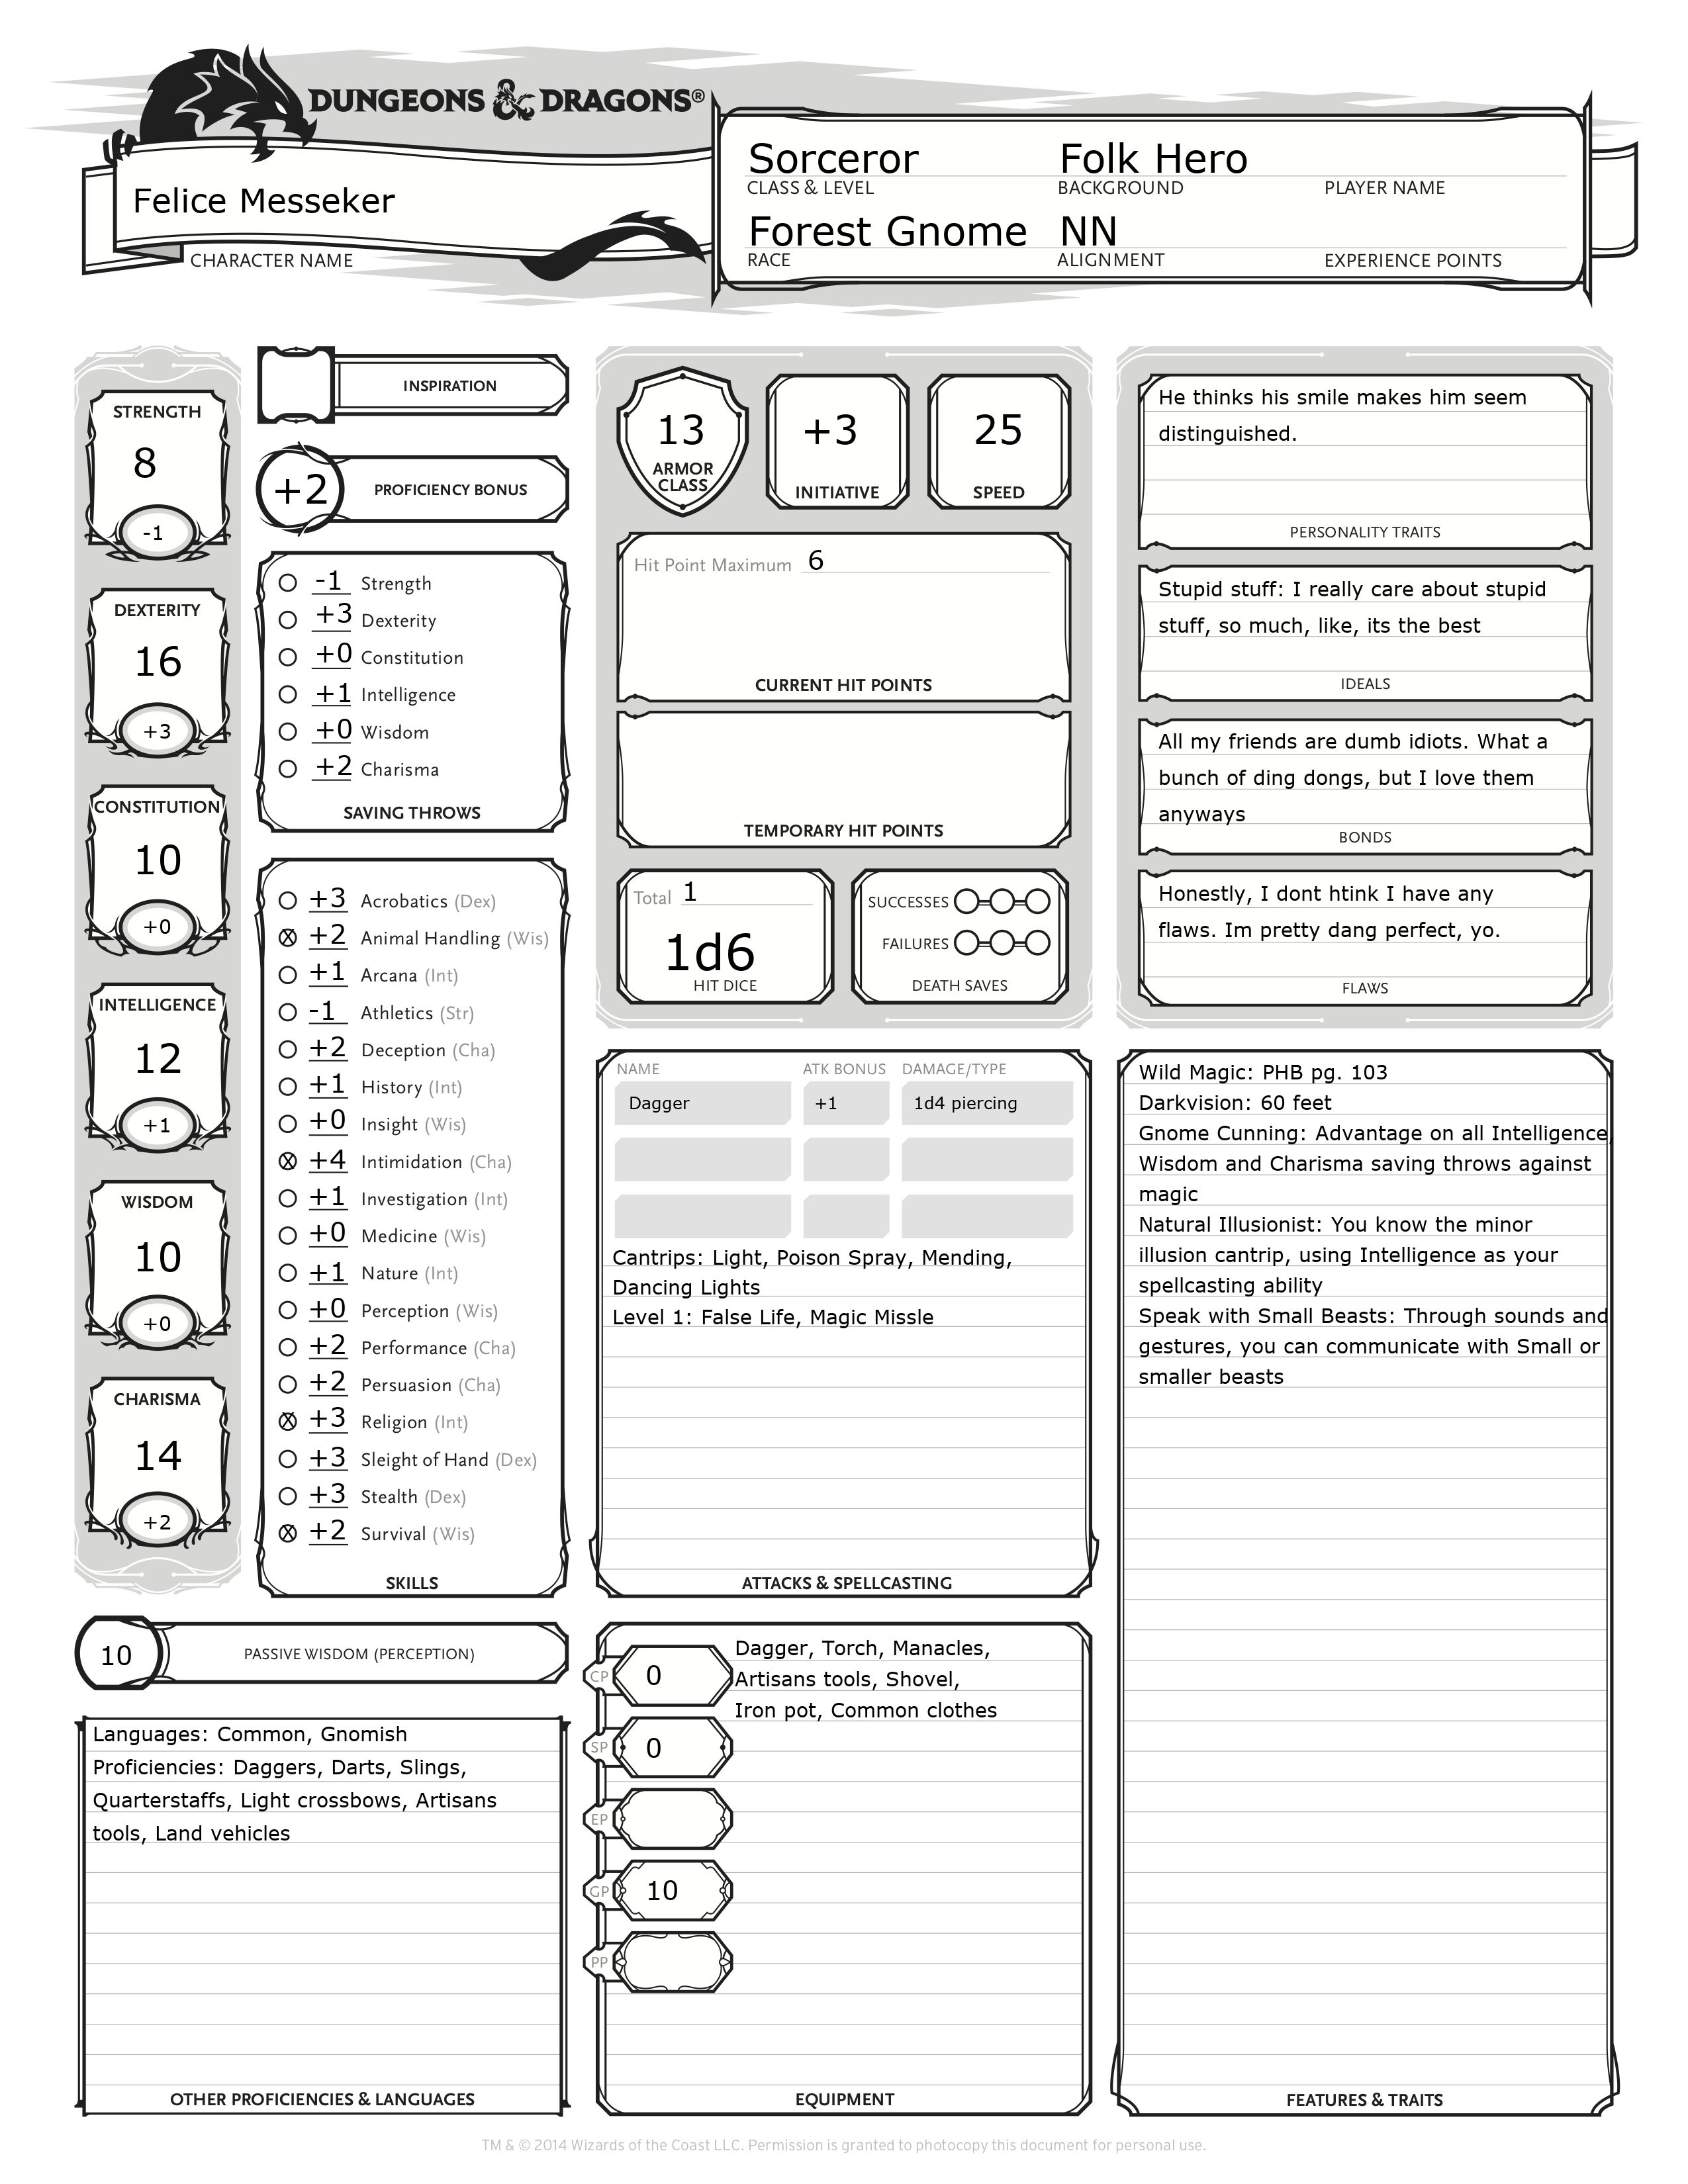 DUNGEONS & DRAGONS®
Felice Messeker
CHARACTER NAME
Sorceror Folk Hero
CLASS & LEVEL BACKGROUND PLAYER NAME
Forest Gnome NN
RACE ALIGNMENT EXPERIENCE POINTS
STRENGTH
8
-1
DEXTERITY
16
+3
CONSTITUTION
10
+0
INTELLIGENCE
12
+1
WISDOM
10
+0
CHARISMA
14
+2
INSPIRATION
+2 PROFICIENCY BONUS
-1 Strength
+3 Dexterity
+0 Constitution
+1 Intelligence
+0 Wisdom
+2 Charisma
SAVING THROWS
+3 Acrobatics (Dex)
X +2 Animal Handling (Wis)
+1 Arcana (Int)
-1 Athletics (Str)
+2 Deception (Cha)
+1 History (Int)
+0 Insight (Wis)
X +4 Intimidation (Cha)
+1 Investigation (Int)
+0 Medicine (Wis)
+1 Nature (Int)
+0 Perception (Wis)
+2 Performance (Cha)
+2 Persuasion (Cha)
X +3 Religion (Int)
+3 Sleight of Hand (Dex)
+3 Stealth (Dex)
X +2 Survival (Wis)
SKILLS
10 PASSIVE WISDOM (PERCEPTION)
Languages: Common, Gnomish
Proficiencies: Daggers, Darts, Slings,
Quarterstaffs, Light crossbows, Artisans
tools, Land vehicles
OTHER PROFICIENCIES & LANGUAGES
13
ARMOR
CLASS
+3
INITIATIVE
25
SPEED
Hit Point Maximum 6
CURRENT HIT POINTS
TEMPORARY HIT POINTS
Total 1
1d6
HIT DICE
SUCCESSES
FAILURES
DEATH SAVES
NAME ATK BONUS DAMAGE/TYPE
Dagger +1 1d4 piercing
Cantrips: Light, Poison Spray, Mending,
Dancing Lights
Level 1: False Life, Magic Missle
ATTACKS & SPELLCASTING
CP 0
SP 0
EP
GP 10
PP
Dagger, Torch, Manacles,
Artisans tools, Shovel,
Iron pot, Common clothes
EQUIPMENT
He thinks his smile makes him seem
distinguished.
PERSONALITY TRAITS
Stupid stuff: I really care about stupid
stuff, so much, like, its the best
IDEALS
All my friends are dumb idiots. What a
bunch of ding dongs, but I love them
anyways
BONDS
Honestly, I dont htink I have any
flaws. Im pretty dang perfect, yo.
FLAWS
Wild Magic: PHB pg. 103
Darkvision: 60 feet
Gnome Cunning: Advantage on all Intelligence,
Wisdom and Charisma saving throws against
magic
Natural Illusionist: You know the minor
illusion cantrip, using Intelligence as your
spellcasting ability
Speak with Small Beasts: Through sounds and
gestures, you can communicate with Small or
smaller beasts
FEATURES & TRAITS
TM & © 2014 Wizards of the Coast LLC. Permission is granted to photocopy this document for personal use.